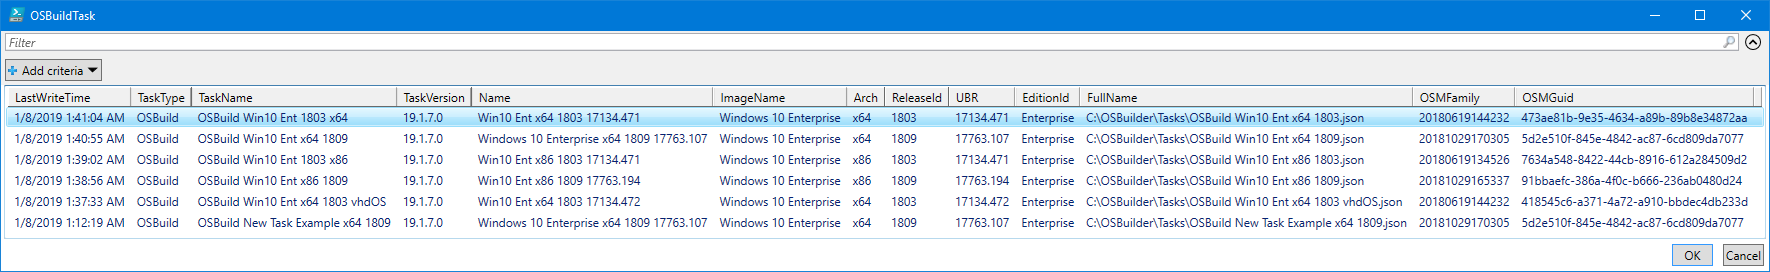 OSBuildTask
Filter
Add criteria
LastWriteTime TaskType TaskName TaskVersion Name ImageName Arch ReleaseId UBR EditionId FullName OSMFamily OSMGuid
1/8/2019 1:41:04 AM OSBuild OSBuild Win10 Ent 1803 x64 19.1.7.0 Win10 Ent x64 1803 17134.471 Windows 10 Enterprise x64 1803 17134.471 Enterprise C:\OSBuilder\Tasks\OSBuild Win10 Ent x64 1803.json 20180619144232 473ae81b-9e35-4634-a89b-89b8e34872aa
1/8/2019 1:40:55 AM OSBuild OSBuild Win10 Ent x64 1809 19.1.7.0 Windows 10 Enterprise x64 1809 17763.107 Windows 10 Enterprise x64 1809 17763.107 Enterprise C:\OSBuilder\Tasks\OSBuild Win10 Ent x64 1809.json 20181029170305 5d2e510f-845e-4842-ac87-6cd809da7077
1/8/2019 1:39:02 AM OSBuild OSBuild Win10 Ent 1803 x86 19.1.7.0 Win10 Ent x86 1803 17134.471 Windows 10 Enterprise x86 1803 17134.471 Enterprise C:\OSBuilder\Tasks\OSBuild Win10 Ent x86 1803.json 20180619134526 7634a548-8422-44cb-8916-612a284509d2
1/8/2019 1:38:56 AM OSBuild OSBuild Win10 Ent x86 1809 19.1.7.0 Win10 Ent x86 1809 17763.194 Windows 10 Enterprise x86 1809 17763.194 Enterprise C:\OSBuilder\Tasks\OSBuild Win10 Ent x86 1809.json 20181029165337 91bbaefc-386a-4f0c-b666-236ab0480d24
1/8/2019 1:37:33 AM OSBuild OSBuild Win10 Ent x64 1803 vhdOS 19.1.7.0 Win10 Ent x64 1803 17134.472 Windows 10 Enterprise x64 1803 17134.472 Enterprise C:\OSBuilder\Tasks\OSBuild Win10 Ent x64 1803 vhdOS.json 20180619144232 418545c6-a371-4a72-a910-bbdec4db233d
1/8/2019 1:12:19 AM OSBuild OSBuild New Task Example x64 1809 19.1.7.0 Windows 10 Enterprise x64 1809 17763.107 Windows 10 Enterprise x64 1809 17763.107 Enterprise C:\OSBuilder\Tasks\OSBuild New Task Example x64 1809.json 20181029170305 5d2e510f-845e-4842-ac87-6cd809da7077
OK Cancel